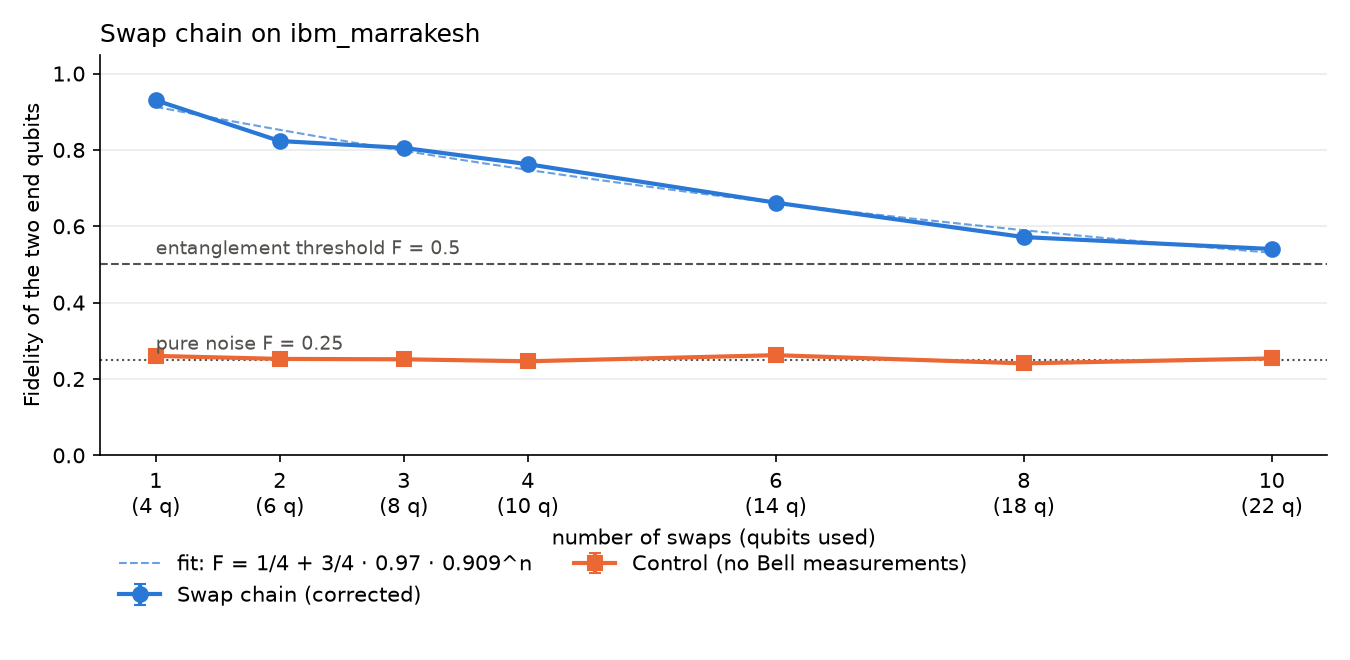 Swap chain on ibm_marrakesh
Fidelity of the two end qubits
1.0
0.8
0.6
entanglement threshold F = 0.5
0.4
pure noise F = 0.25
0.2
0.0
1 2 3 4 6 8 10
(4 q) (6 q) (8 q) (10 q) (14 q) (18 q) (22 q)
number of swaps (qubits used)
fit: F = 1/4 + 3/4 · 0.97 · 0.909^n
Swap chain (corrected)
Control (no Bell measurements)